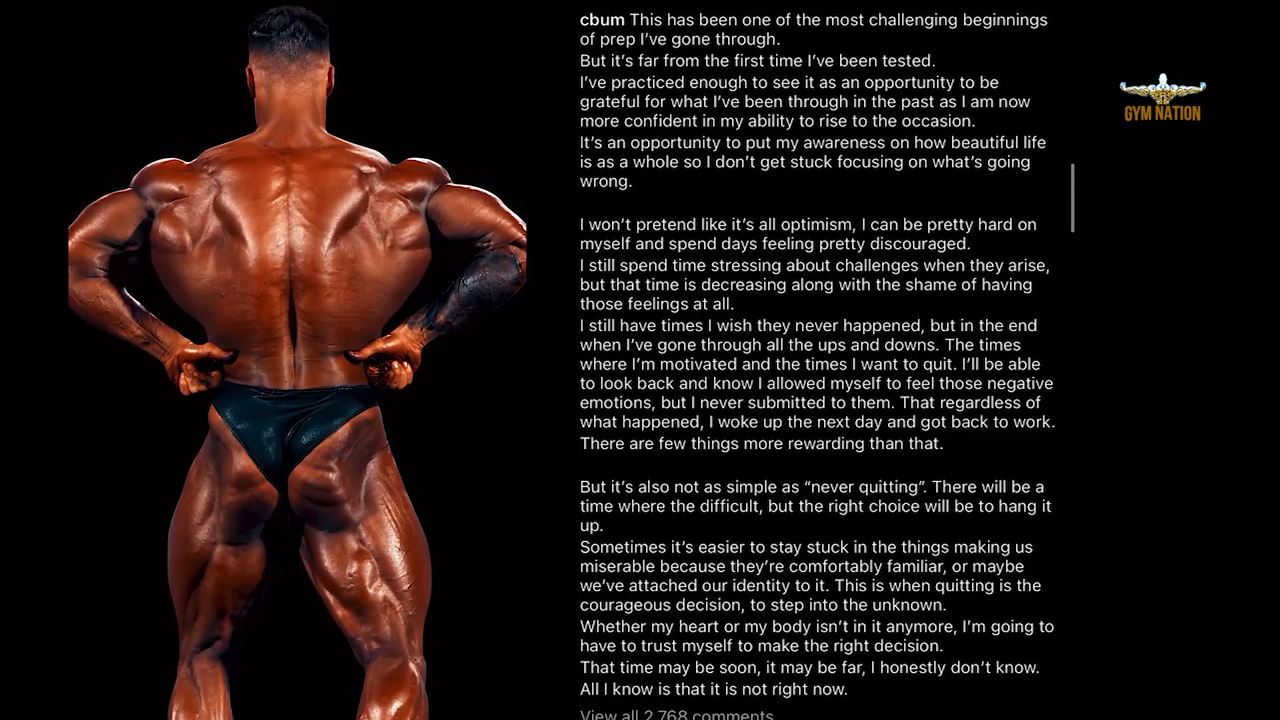 cbum This has been one of the most challenging beginnings
of prep I've gone through.
But it's far from the first time I've been tested.
I've practiced enough to see it as an opportunity to be
grateful for what I've been through in the past as I am now
more confident in my ability to rise to the occasion.
It's an opportunity to put my awareness on how beautiful life
is as a whole so I don't get stuck focusing on what's going
wrong.
I won't pretend like it's all optimism, I can be pretty hard on
myself and spend days feeling pretty discouraged.
I still spend time stressing about challenges when they arise,
but that time is decreasing along with the shame of having
those feelings at all.
I still have times I wish they never happened, but in the end
when I've gone through all the ups and downs. The times
where I'm motivated and the times I want to quit. I'll be able
to look back and know I allowed myself to feel those negative
emotions, but I never submitted to them. That regardless of
what happened, I woke up the next day and got back to work.
There are few things more rewarding than that.
But it's also not as simple as “never quitting”. There will be a
time where the difficult, but the right choice will be to hang it
up.
Sometimes it's easier to stay stuck in the things making us
miserable because they're comfortably familiar, or maybe
we've attached our identity to it. This is when quitting is the
courageous decision, to step into the unknown.
Whether my heart or my body isn't in it anymore, I'm going to
have to trust myself to make the right decision.
That time may be soon, it may be far, I honestly don't know.
All I know is that it is not right now.
View all 2,768 comments
GYM NATION